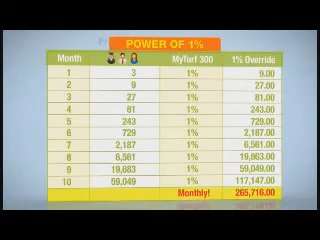 POWER OF 1%
Month MyTurf 300 1% Override
1 3 1% 9.00
2 9 1% 27.00
3 27 1% 81.00
4 81 1% 243.00
5 243 1% 729.00
6 729 1% 2,187.00
7 2,187 1% 6,561.00
8 6,561 1% 19,863.00
9 19,683 1% 59,049.00
10 59,049 1% 117,147.00
Monthly! 265,716.00